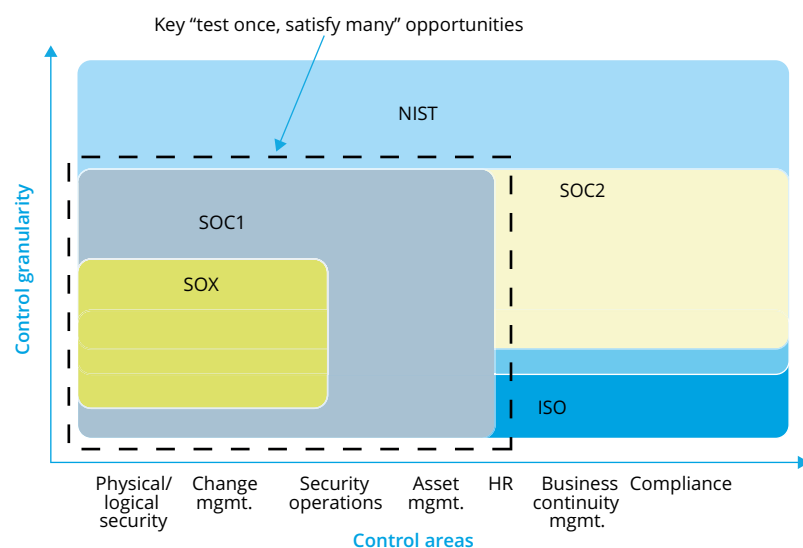 Key “test once, satisfy many” opportunities
NIST
SOC2
SOC1
SOX
ISO
Control granularity
Physical/
logical
security
Change
mgmt.
Security
operations
Asset
mgmt.
HR
Business
continuity
mgmt.
Compliance
Control areas